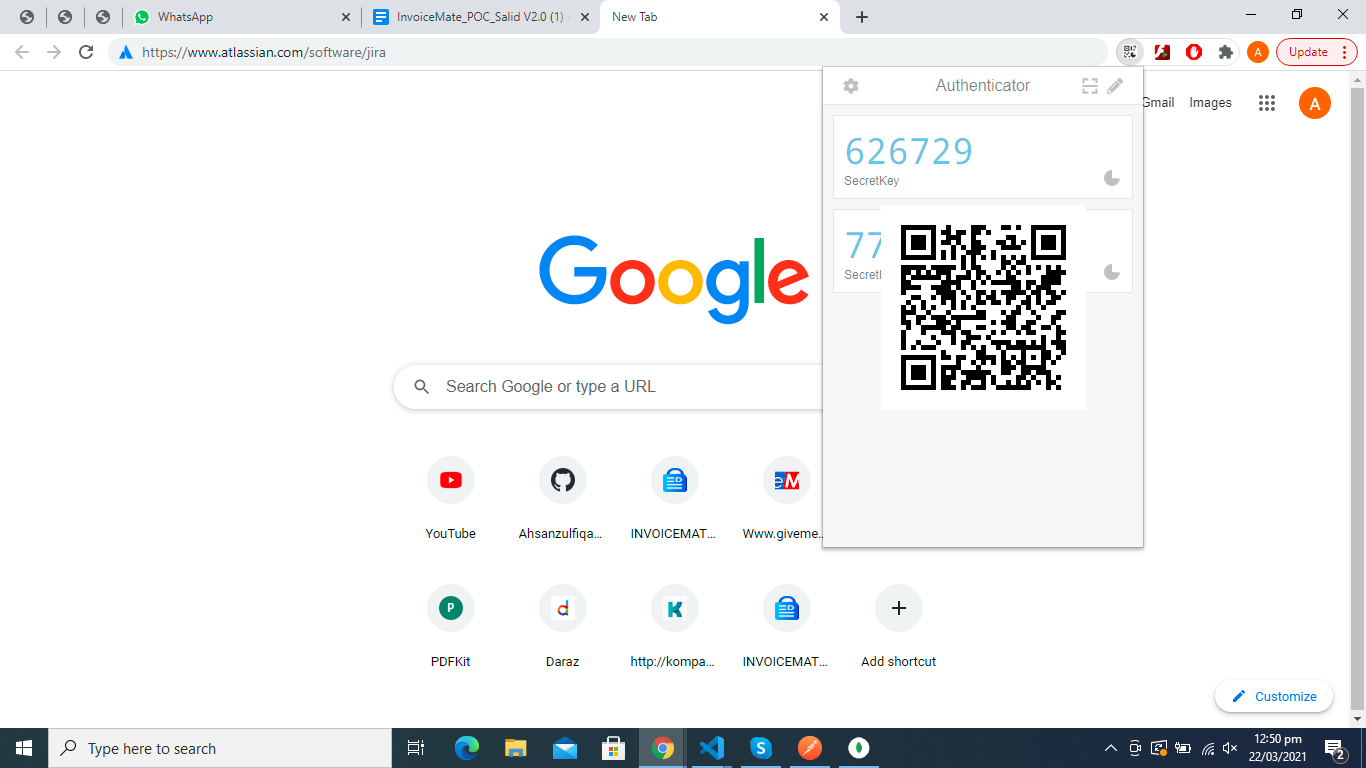 WhatsApp
InvoiceMate_POC_Salid V2.0 (1) -
New Tab
https://www.atlassian.com/software/jira
A
Update
Authenticator
Gmail
Images
A
626729
SecretKey
77
Google
Search Google or type a URL
YouTube
Ahsanzulfiqa...
INVOICEMAT...
eM
Www.giveme...
P
PDFKit
d
Daraz
K
http://kompa...
INVOICEMAT...
Add shortcut
Customize
Type here to search
12:50 pm
22/03/2021
2